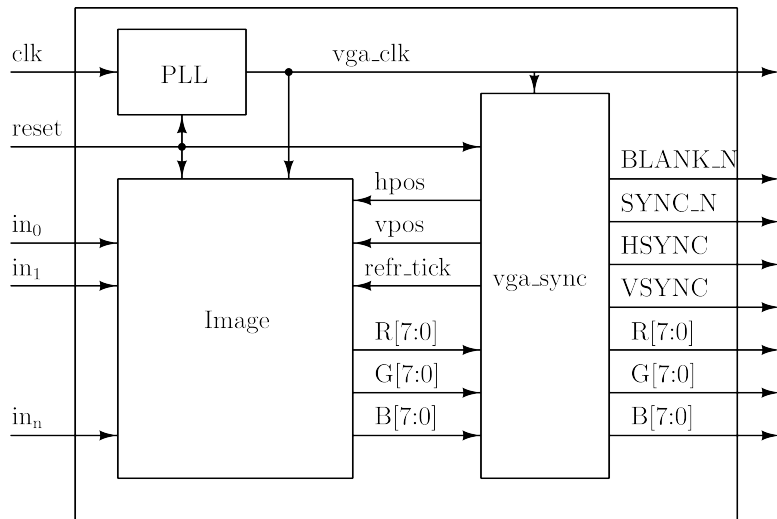 clk
PLL
vga_clk
reset
BLANK_N
hpos
SYNC_N
in₀
vpos
HSYNC
in₁
refr_tick
vga_sync
VSYNC
Image
R[7:0]
R[7:0]
G[7:0]
G[7:0]
inₙ
B[7:0]
B[7:0]